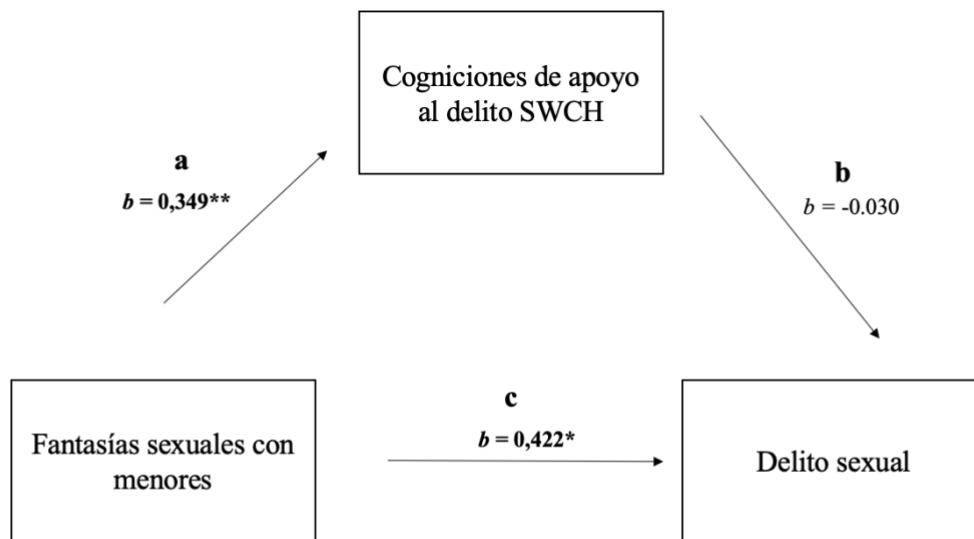 Cogniciones de apoyo
al delito SWCH
a
b = 0,349**
b
b = -0.030
Fantasías sexuales con
menores
c
b = 0,422*
Delito sexual